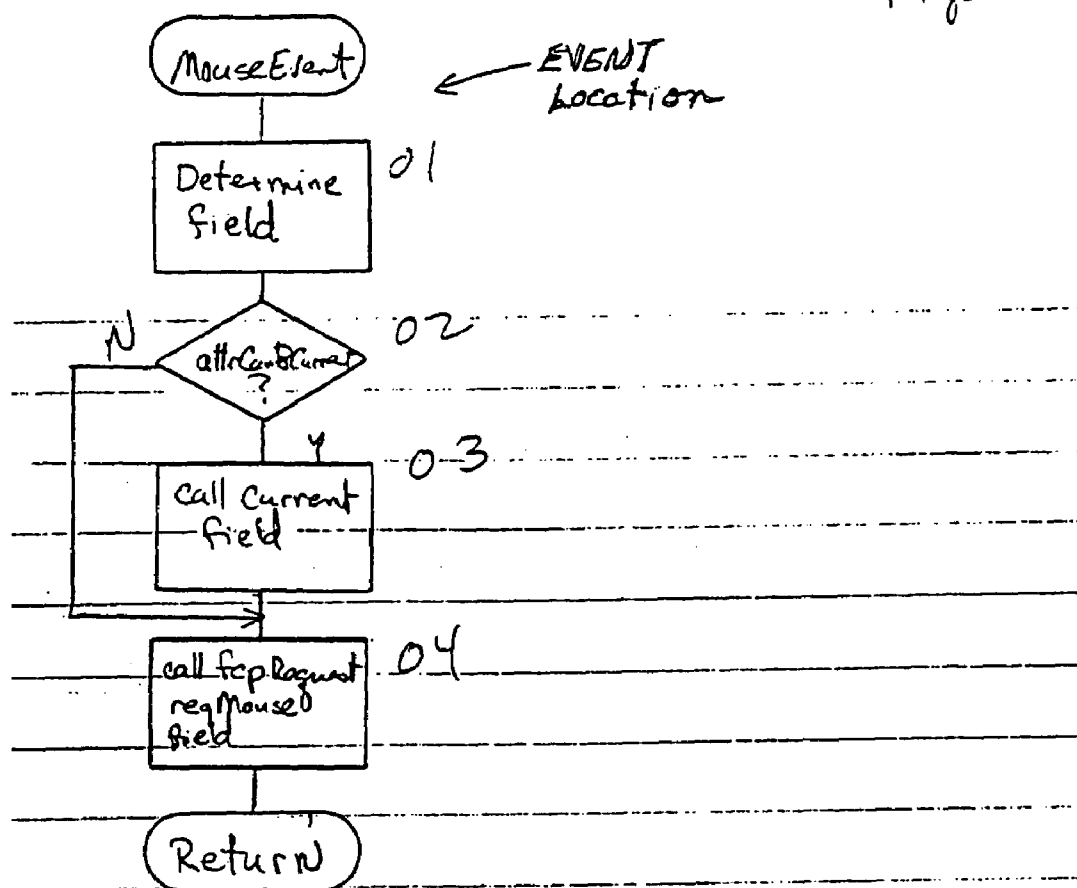 MouseEvent
EVENT
Location
Determine
field
01
N
02
attrCanBCurrent
?
Y
03
call Current
field
call fcpRequest
reqMouse
field
04
Return